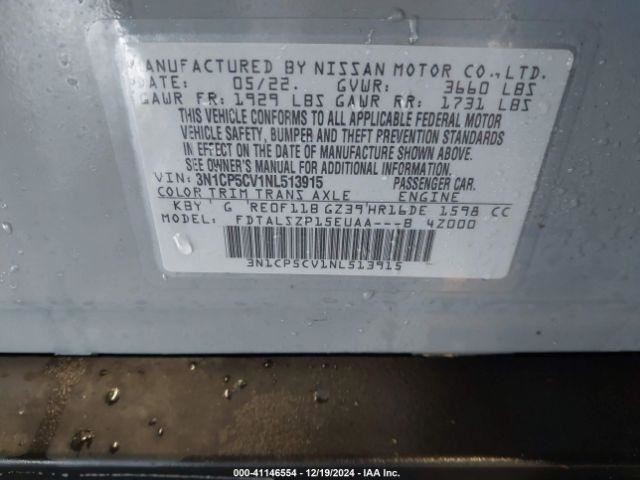 MANUFACTURED BY NISSAN MOTOR CO.,LTD.
DATE: 05/22. GVWR: 3660 LBS
GAWR FR: 1929 LBS GAWR RR: 1731 LBS
THIS VEHICLE CONFORMS TO ALL APPLICABLE FEDERAL MOTOR
VEHICLE SAFETY, BUMPER AND THEFT PREVENTION STANDARDS
IN EFFECT ON THE DATE OF MANUFACTURE SHOWN ABOVE.
SEE OWNER'S MANUAL FOR ADDITIONAL INFORMATION.
VIN: 3N1CP5CV1NL513915 PASSENGER CAR.
COLOR TRIM TRANS AXLE ENGINE
KBY G RE0F11B GZ39 HR16DE 1598 CC
MODEL: FDTALSZP15EUAA---B 4Z000
3N1CP5CV1NL513915
000-41146554 - 12/19/2024 - IAA Inc.